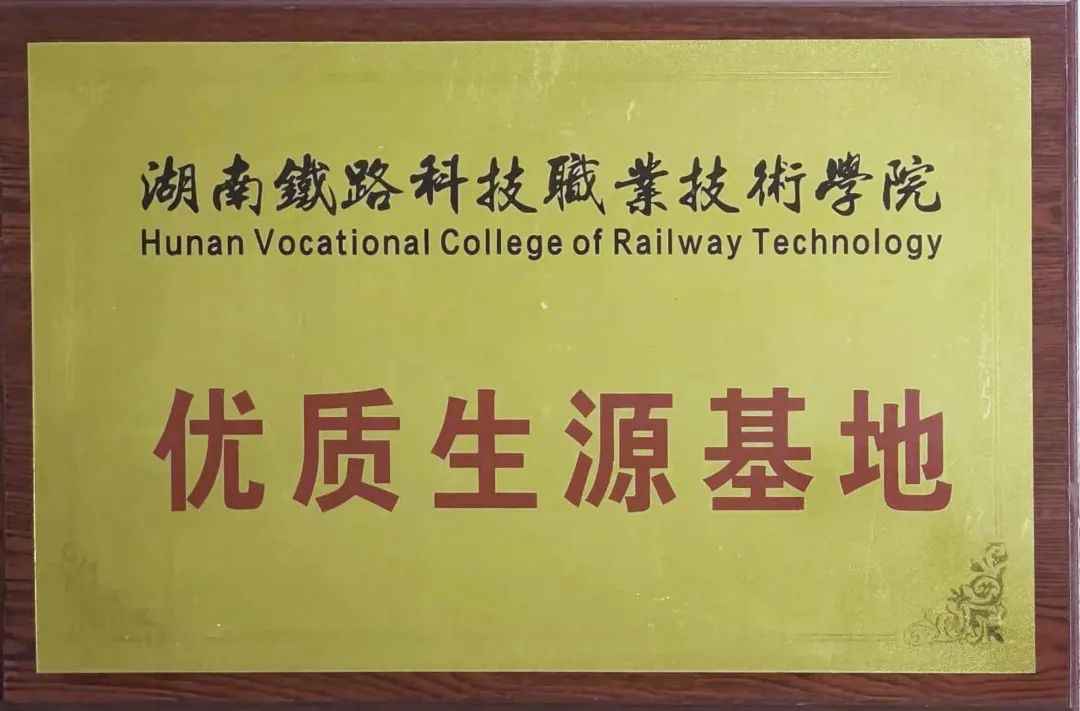 湖南鐵路科技職業技術學院
Hunan Vocational College of Railway Technology
优质生源基地